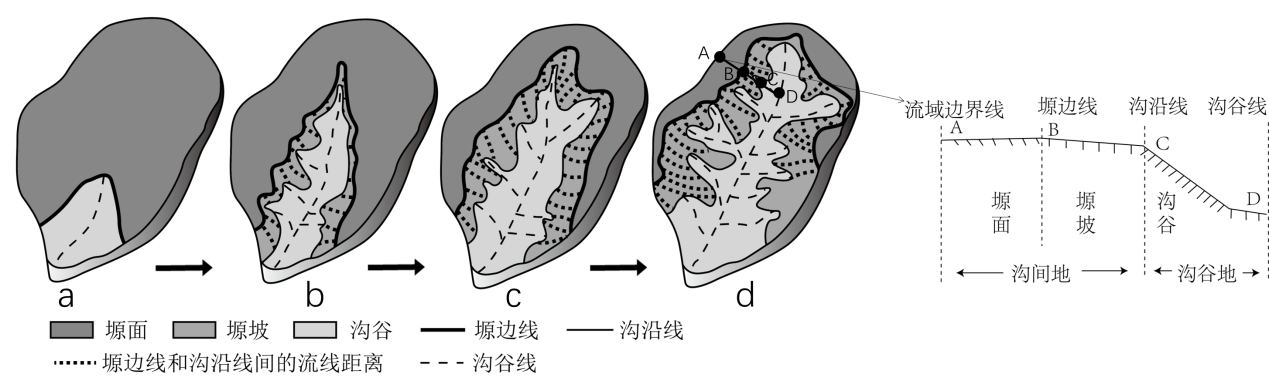 A
B
C
D
流域边界线
塬边线
沟沿线
沟谷线
A
B
C
D
塬面
塬坡
沟谷
沟间地
沟谷地
a
b
c
d
塬面
塬坡
沟谷
塬边线
沟沿线
塬边线和沟沿线间的流线距离
沟谷线